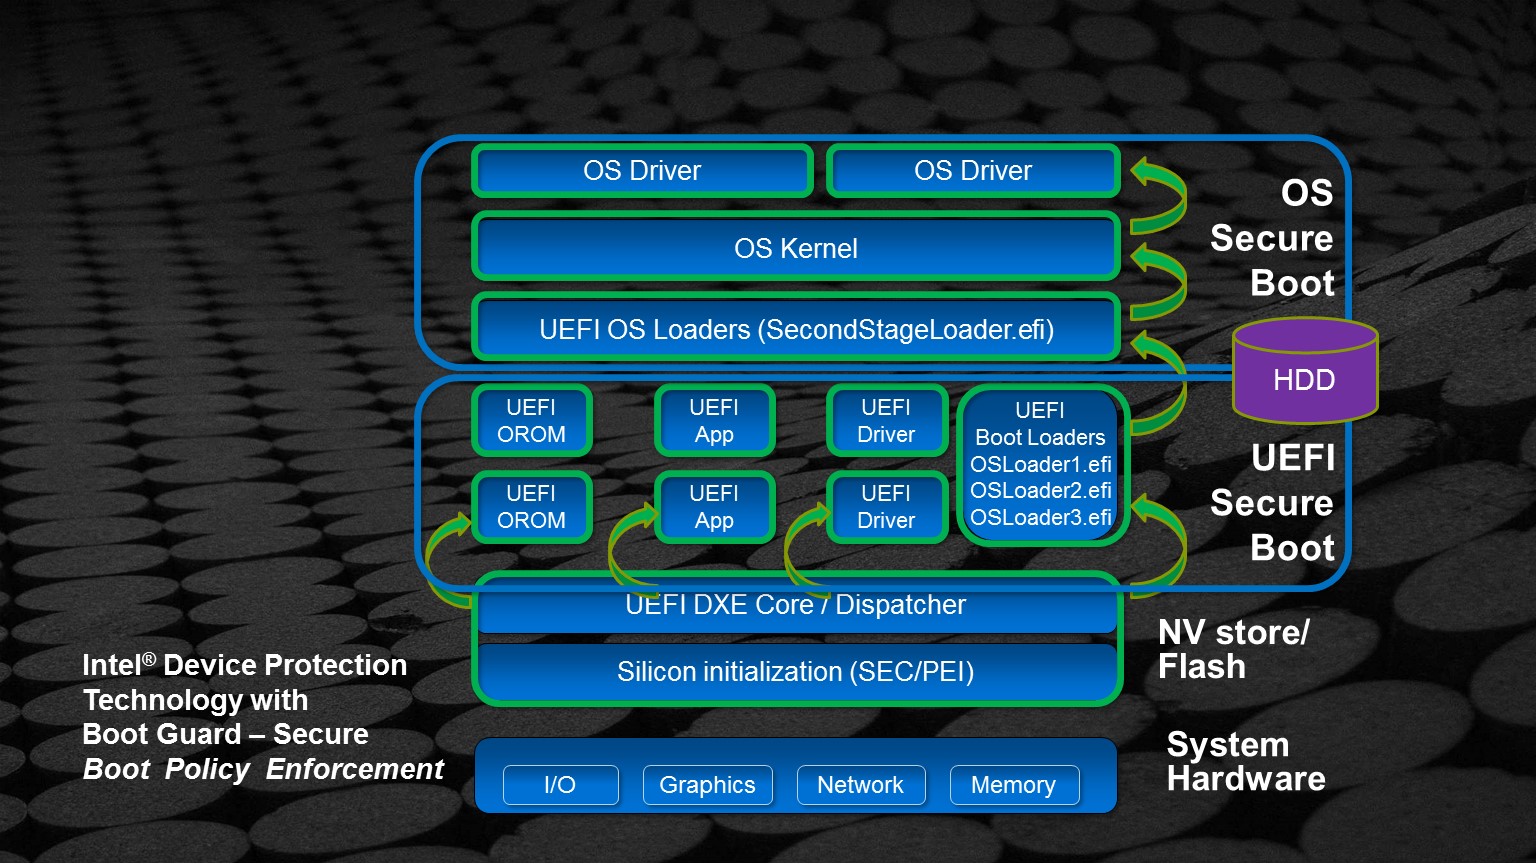 OS Driver
OS Driver
OS Kernel
UEFI OS Loaders (SecondStageLoader.efi)
OS
Secure
Boot
HDD
UEFI
OROM
UEFI
App
UEFI
Driver
UEFI
Boot Loaders
OSLoader1.efi
OSLoader2.efi
OSLoader3.efi
UEFI
OROM
UEFI
App
UEFI
Driver
UEFI
Secure
Boot
UEFI DXE Core / Dispatcher
Silicon initialization (SEC/PEI)
NV store/
Flash
Intel® Device Protection
Technology with
Boot Guard – Secure
Boot Policy Enforcement
I/O
Graphics
Network
Memory
System
Hardware